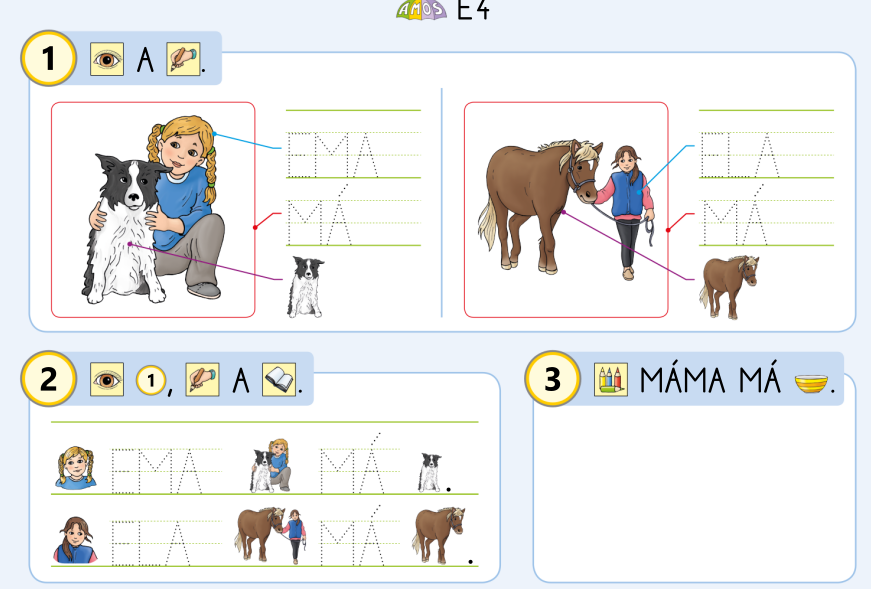 AMOS E4
1 A .
EMA
MÁ
ELA
MÁ
2 1, A .
EMA MÁ .
ELA MÁ .
3 MÁMA MÁ .